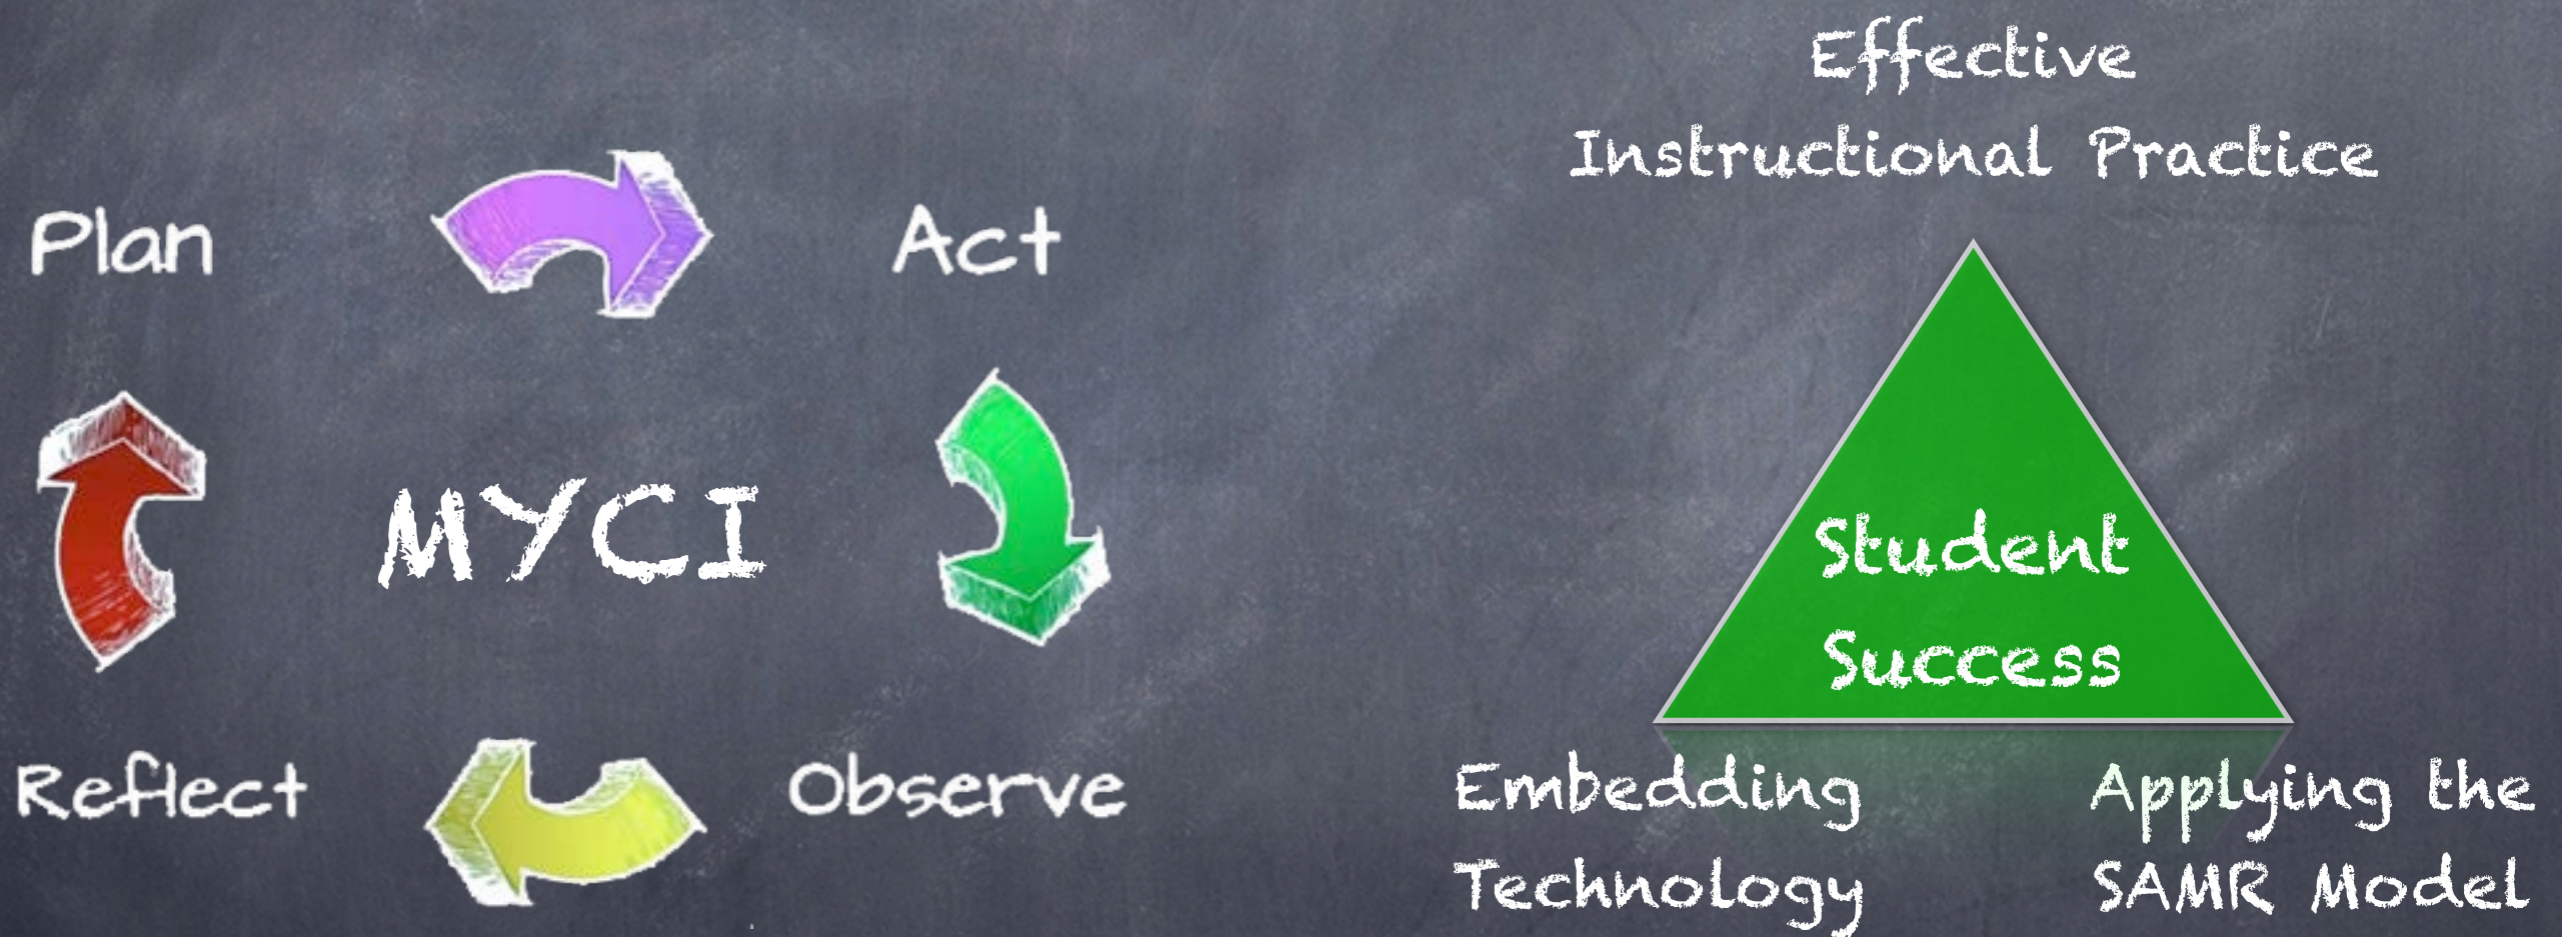 Plan
Act
MYCI
Reflect
Observe
Effective
Instructional Practice
Student
Success
Embedding
Technology
Applying the
SAMR Model